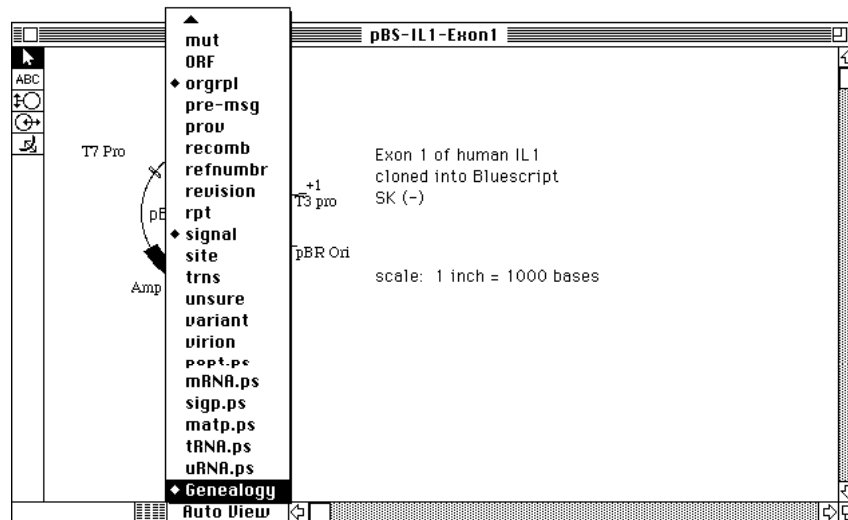 pBS-IL1-Exon1
ABC
mut
ORF
orgrpl
pre-msg
prov
recomb
refnumbr
revision
rpt
signal
site
trns
unsure
variant
virion
mRNA.ps
sigp.ps
matp.ps
tRNA.ps
uRNA.ps
Genealogy
Auto View
T7 Pro
pB
Amp
+1
T3 pro
pBR Ori
Exon 1 of human IL1
cloned into Bluescript
SK (-)
scale: 1 inch = 1000 bases